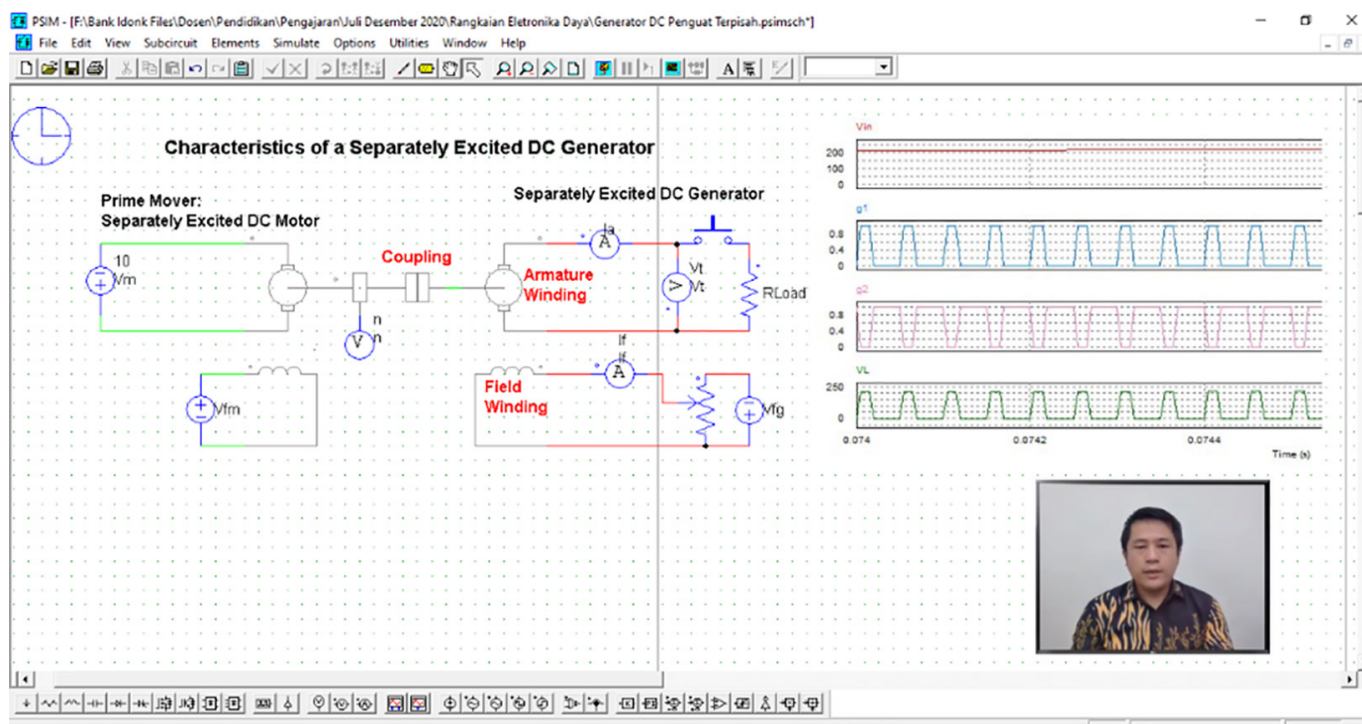 PSIM - [F:\Bank Idonk Files\Dosen\Pendidikan\Pengajaran\Juli Desember 2020\Rangkaian Eletronika Daya\Generator DC Penguat Terpisah.psimsch*]
File Edit View Subcircuit Elements Simulate Options Utilities Window Help
Characteristics of a Separately Excited DC Generator
Prime Mover:
Separately Excited DC Motor
Separately Excited DC Generator
10
Vm
Coupling
n
V
n
Armature
Winding
Ia
A
Vt
V
Vt
RLoad
Vfm
Field
Winding
If
If
A
Vfg
Vin
200
100
0
g1
0.8
0.4
0
g2
0.8
0.4
0
VL
250
0
0.074
0.0742
0.0744
Time (s)